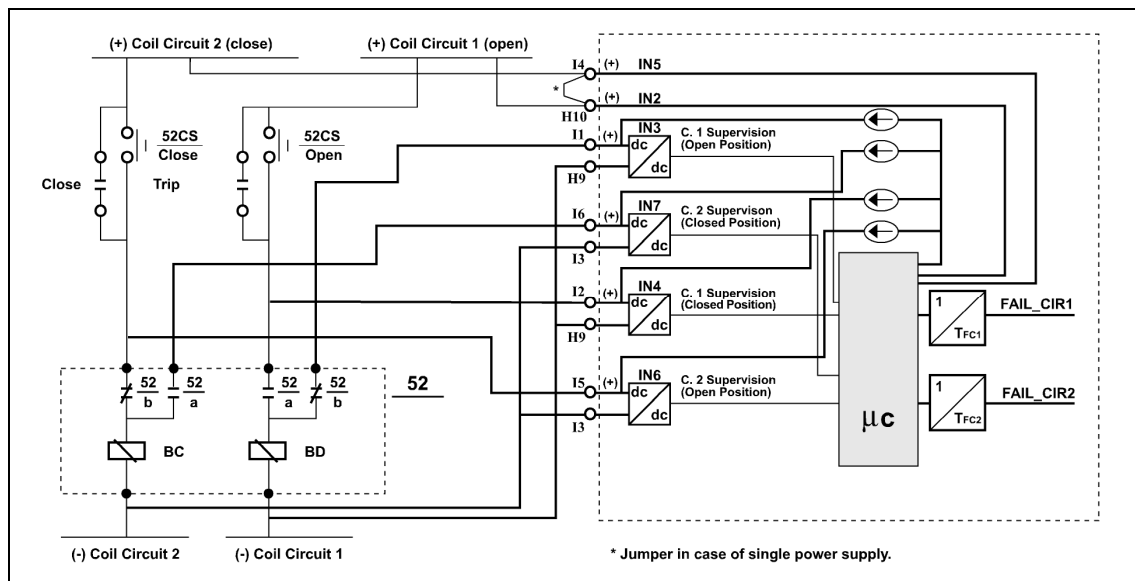 (+) Coil Circuit 2 (close)
(+) Coil Circuit 1 (open)
I4
(+)
IN5
*
(+)
IN2
H10
I1
(+)
IN3
C. 1 Supervision
(Open Position)
dc
dc
H9
52CS
Close
52CS
Open
Close
Trip
I6
(+)
IN7
C. 2 Supervison
(Closed Position)
dc
dc
I3
I2
(+)
IN4
C. 1 Supervision
(Closed Position)
dc
dc
H9
I5
(+)
IN6
C. 2 Supervision
(Open Position)
dc
dc
I3
µc
1
TFC1
FAIL_CIR1
1
TFC2
FAIL_CIR2
52
b
52
a
52
a
52
b
52
BC
BD
(-) Coil Circuit 2
(-) Coil Circuit 1
* Jumper in case of single power supply.